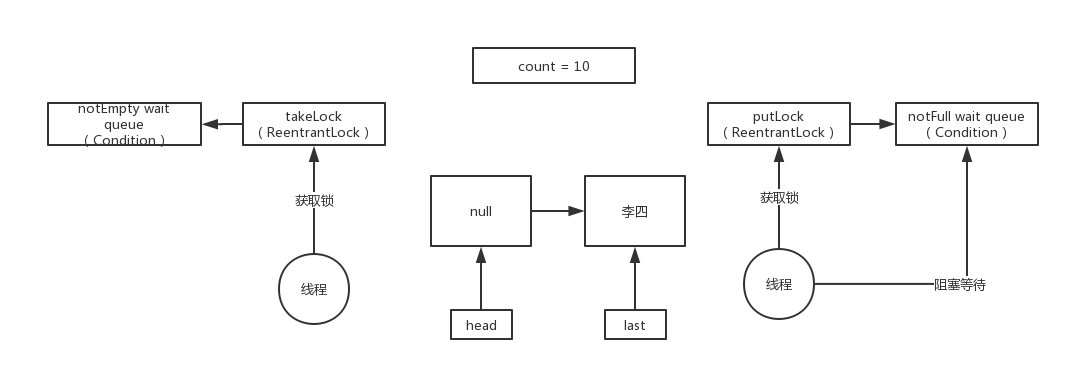 count = 10
notEmpty wait
queue
( Condition )
takeLock
( ReentrantLock )
putLock
( ReentrantLock )
notFull wait queue
( Condition )
获取锁
null
李四
获取锁
线程
线程
阻塞等待
head
last